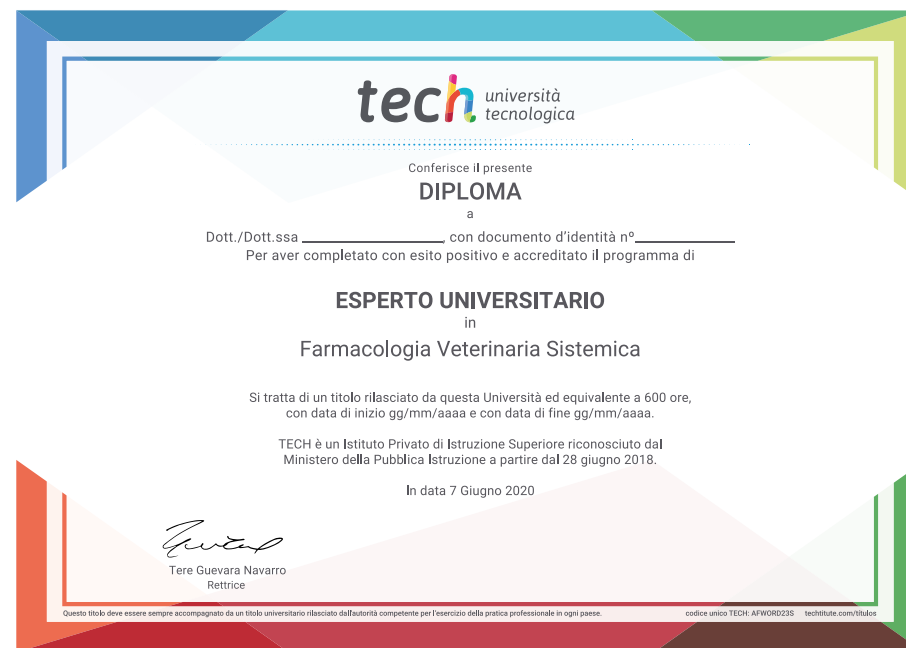 tech università
tecnologica
Conferisce il presente
DIPLOMA
a
Dott./Dott.ssa ____________________, con documento d'identità nº______________
Per aver completato con esito positivo e accreditato il programma di
ESPERTO UNIVERSITARIO
in
Farmacologia Veterinaria Sistemica
Si tratta di un titolo rilasciato da questa Università ed equivalente a 600 ore,
con data di inizio gg/mm/aaaa e con data di fine gg/mm/aaaa.
TECH è un Istituto Privato di Istruzione Superiore riconosciuto dal
Ministero della Pubblica Istruzione a partire dal 28 giugno 2018.
In data 7 Giugno 2020
Tere Guevara Navarro
Rettrice
Questo titolo deve essere sempre accompagnato da un titolo universitario rilasciato dall'autorità competente per l'esercizio della pratica professionale in ogni paese. codice unico TECH: AFWORD23S techtitute.com/titulos